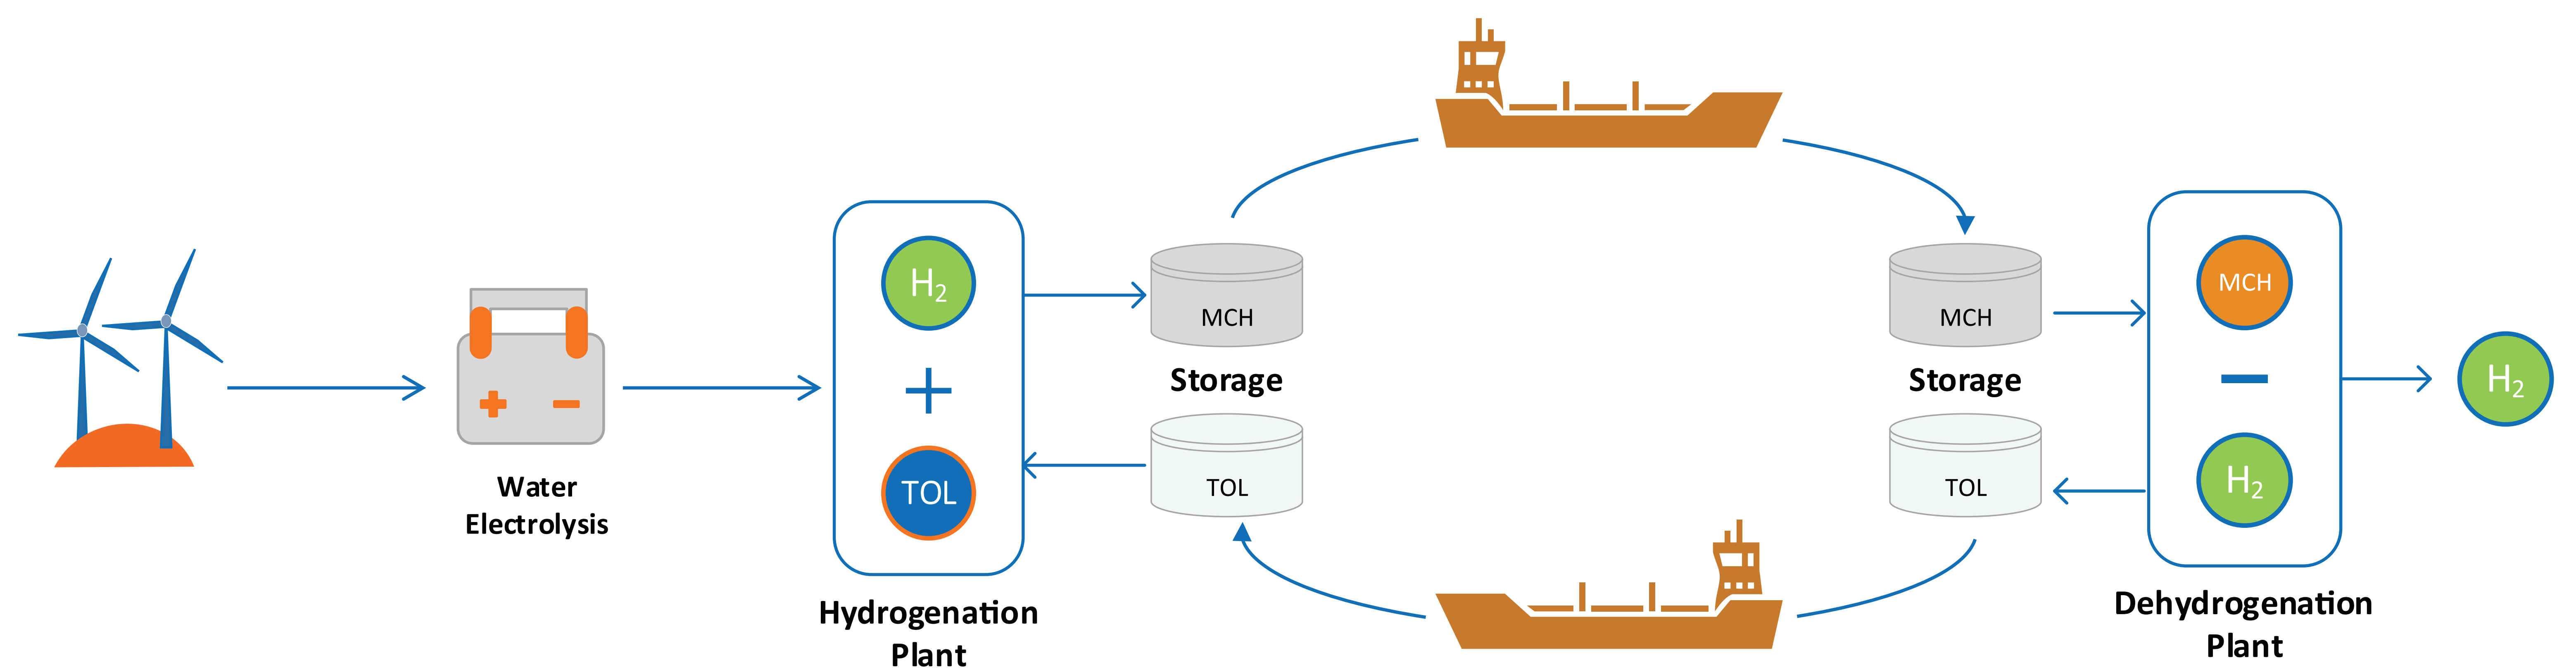 Water
Electrolysis
H2
+
TOL
Hydrogenation
Plant
MCH
Storage
TOL
MCH
Storage
TOL
MCH
−
H2
Dehydrogenation
Plant
H2